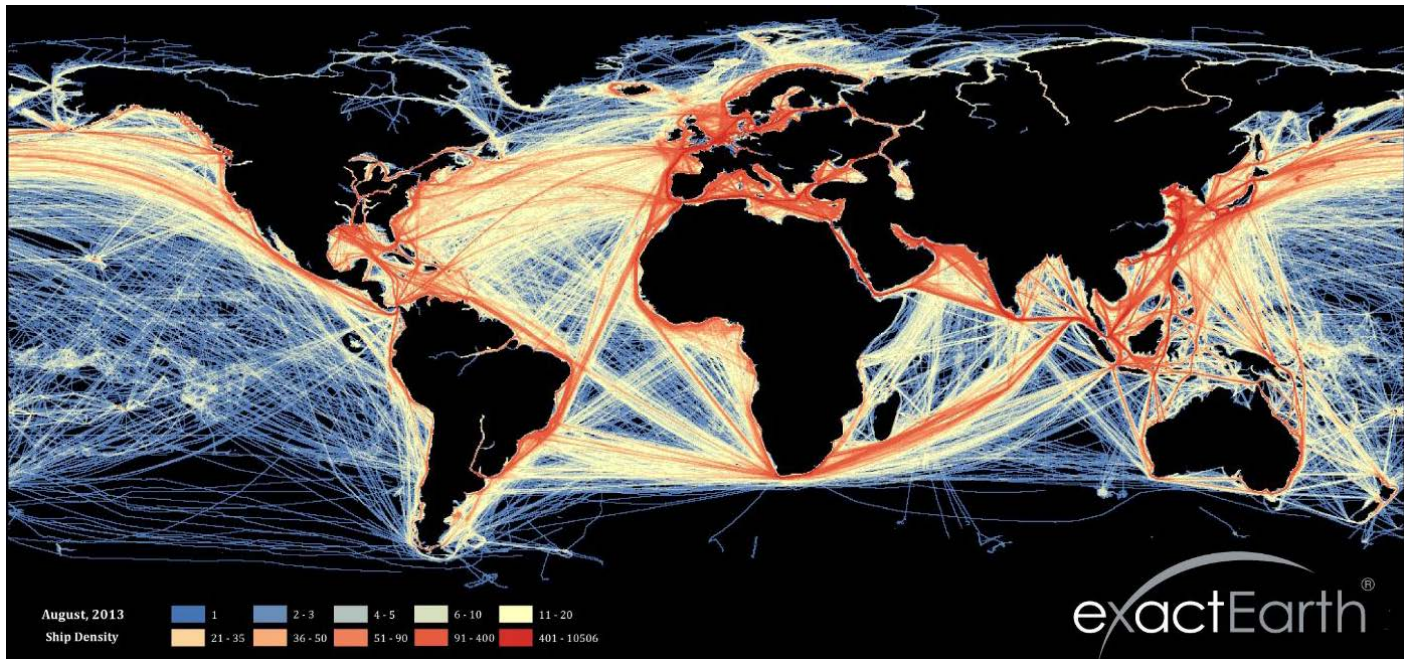 August, 2013
Ship Density
1
2 - 3
4 - 5
6 - 10
11 - 20
21 - 35
36 - 50
51 - 90
91 - 400
401 - 10506
exactEarth®